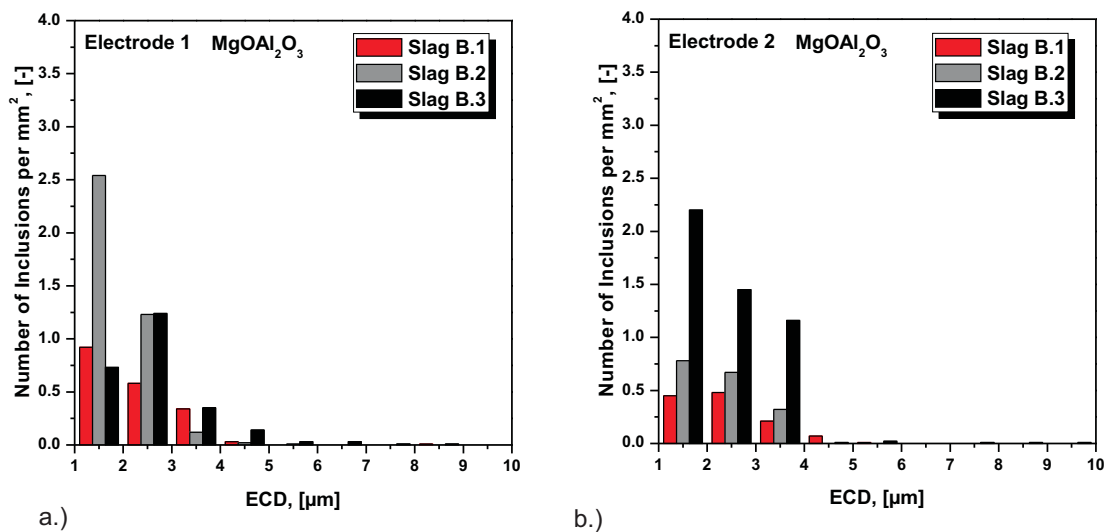 Electrode 1 MgOAl₂O₃
Slag B.1
Slag B.2
Slag B.3
Number of Inclusions per mm², [-]
4.0
3.5
3.0
2.5
2.0
1.5
1.0
0.5
0.0
1 2 3 4 5 6 7 8 9 10
ECD, [µm]
a.)
Electrode 2 MgOAl₂O₃
Slag B.1
Slag B.2
Slag B.3
Number of Inclusions per mm², [-]
4.0
3.5
3.0
2.5
2.0
1.5
1.0
0.5
0.0
1 2 3 4 5 6 7 8 9 10
ECD, [µm]
b.)